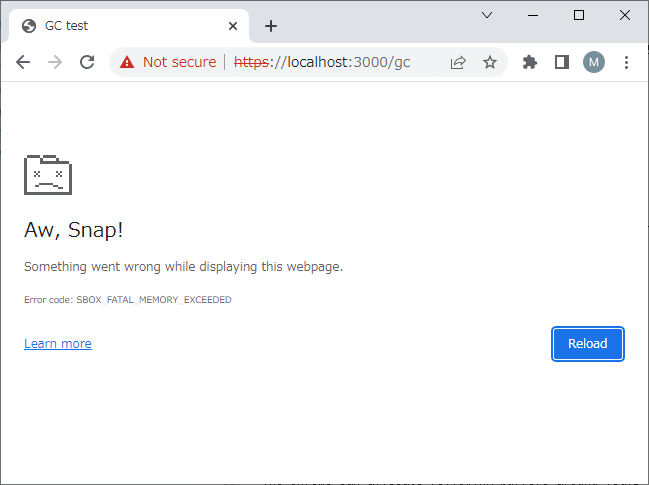 GC test
Not secure | https://localhost:3000/gc
M
Aw, Snap!
Something went wrong while displaying this webpage.
Error code: SBOX_FATAL_MEMORY_EXCEEDED
Learn more
Reload